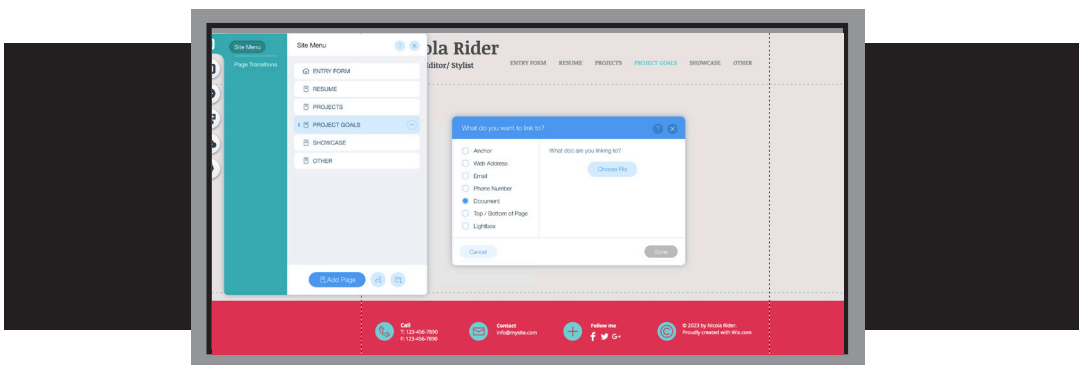 Site Menu
Page Transitions
Site Menu
?
ENTRY FORM
RESUME
PROJECTS
PROJECT GOALS
SHOWCASE
OTHER
Add Page
ola Rider
Editor/ Stylist
ENTRY FORM RESUME PROJECTS PROJECT GOALS SHOWCASE OTHER
What do you want to link to?
?
Anchor
Web Address
Email
Phone Number
Document
Top / Bottom of Page
Lightbox
What doc are you linking to?
Choose File
Cancel
Done
Call
T: 123-456-7890
F: 123-456-7890
Contact
info@mysite.com
Follow me
G+
© 2023 by Nicola Rider.
Proudly created with Wix.com